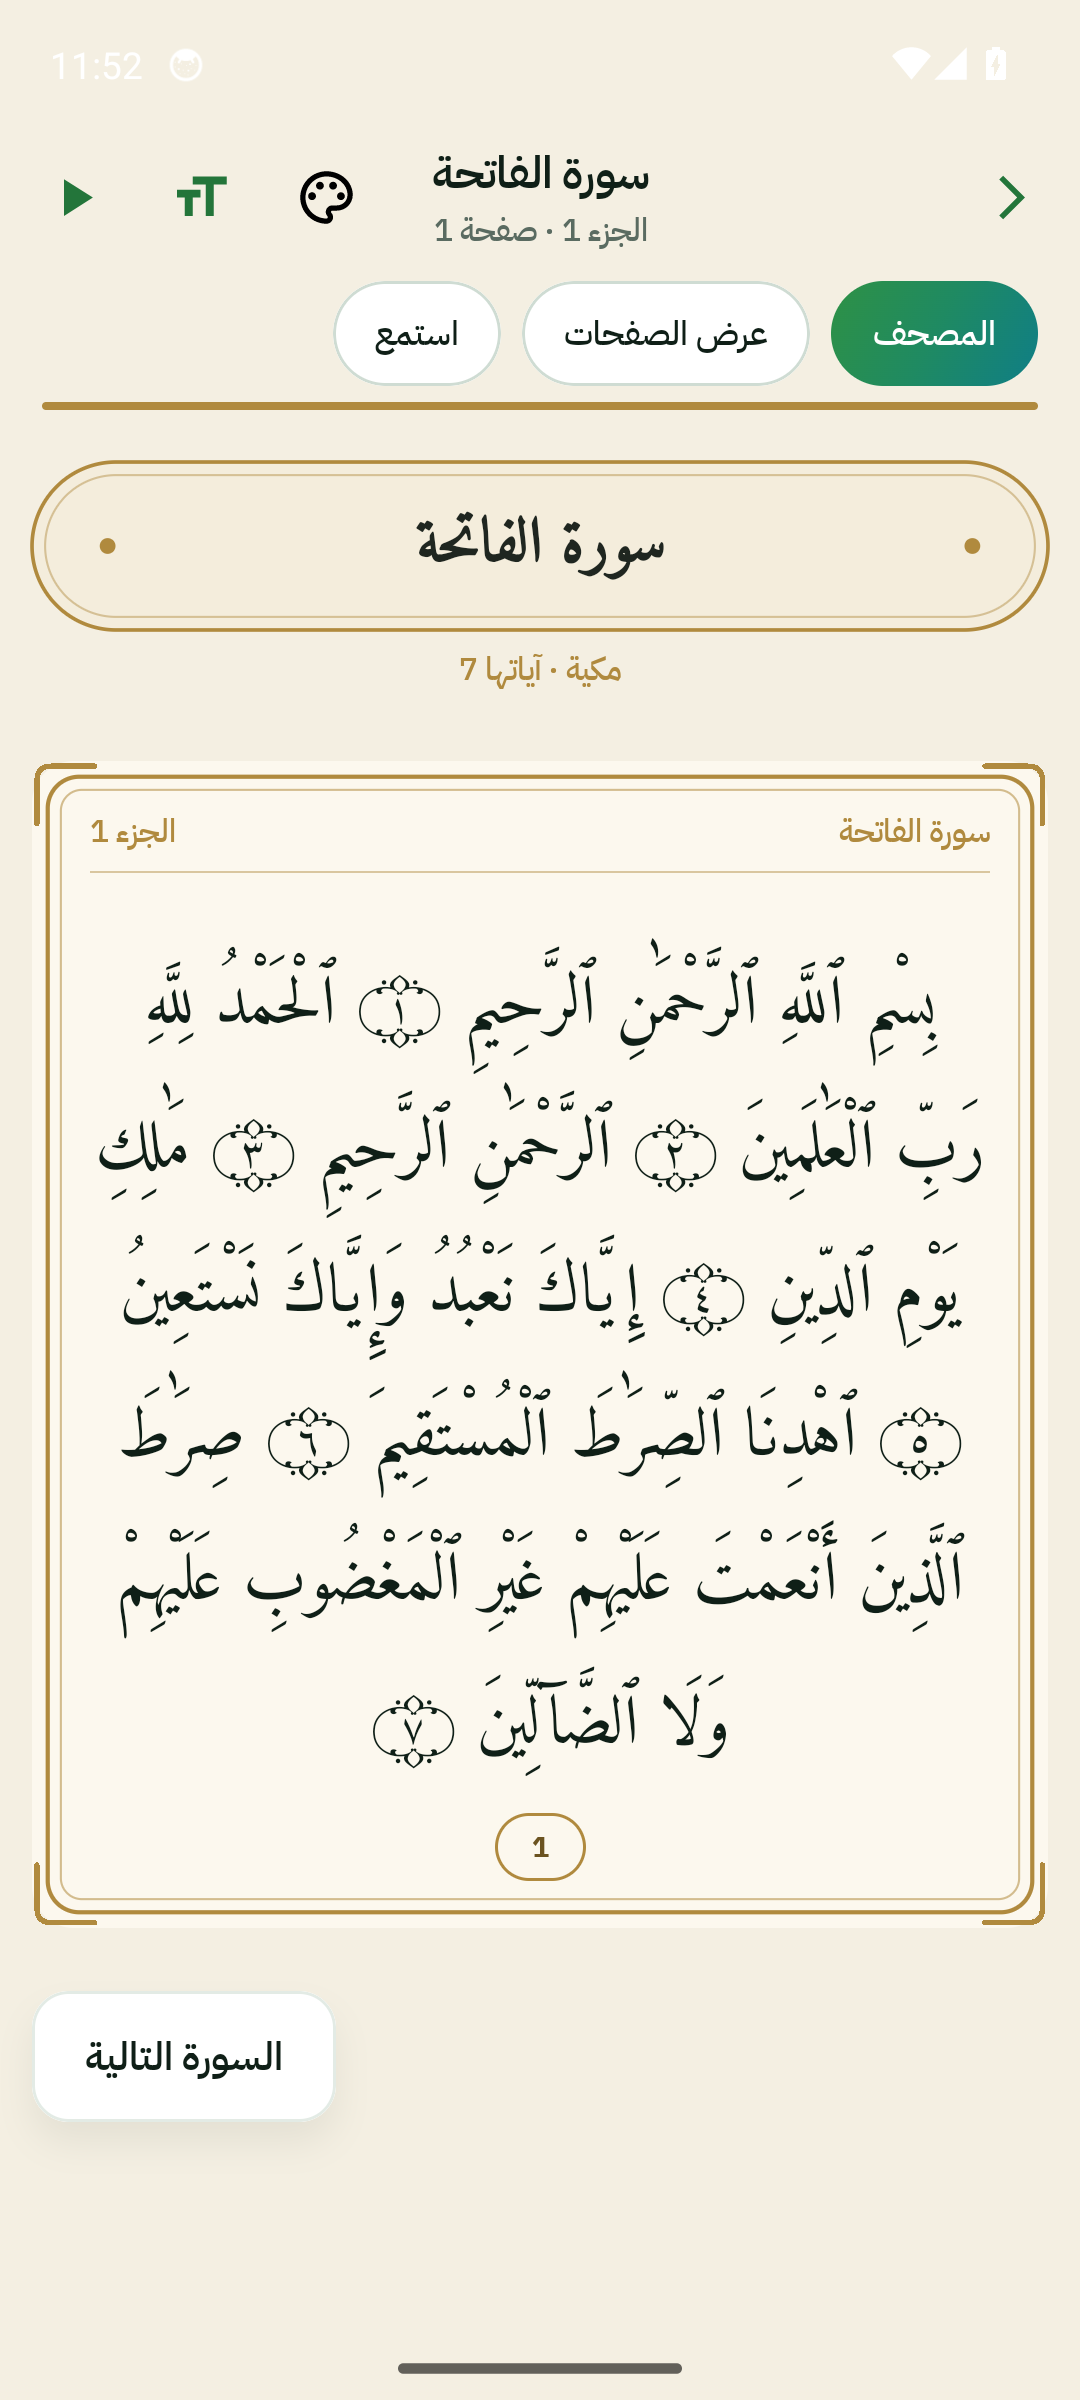 11:52
سورة الفاتحة
الجزء 1 · صفحة 1
المصحف
عرض الصفحات
استمع
سورة الفاتحة
مكية · آياتها 7
سورة الفاتحة
الجزء 1
بِسْمِ ٱللَّهِ ٱلرَّحْمَٰنِ ٱلرَّحِيمِ ۝١ ٱلْحَمْدُ لِلَّهِ
رَبِّ ٱلْعَٰلَمِينَ ۝٢ ٱلرَّحْمَٰنِ ٱلرَّحِيمِ ۝٣ مَٰلِكِ
يَوْمِ ٱلدِّينِ ۝٤ إِيَّاكَ نَعْبُدُ وَإِيَّاكَ نَسْتَعِينُ
۝٥ ٱهْدِنَا ٱلصِّرَٰطَ ٱلْمُسْتَقِيمَ ۝٦ صِرَٰطَ
ٱلَّذِينَ أَنْعَمْتَ عَلَيْهِمْ غَيْرِ ٱلْمَغْضُوبِ عَلَيْهِمْ
وَلَا ٱلضَّآلِّينَ ۝٧
1
السورة التالية